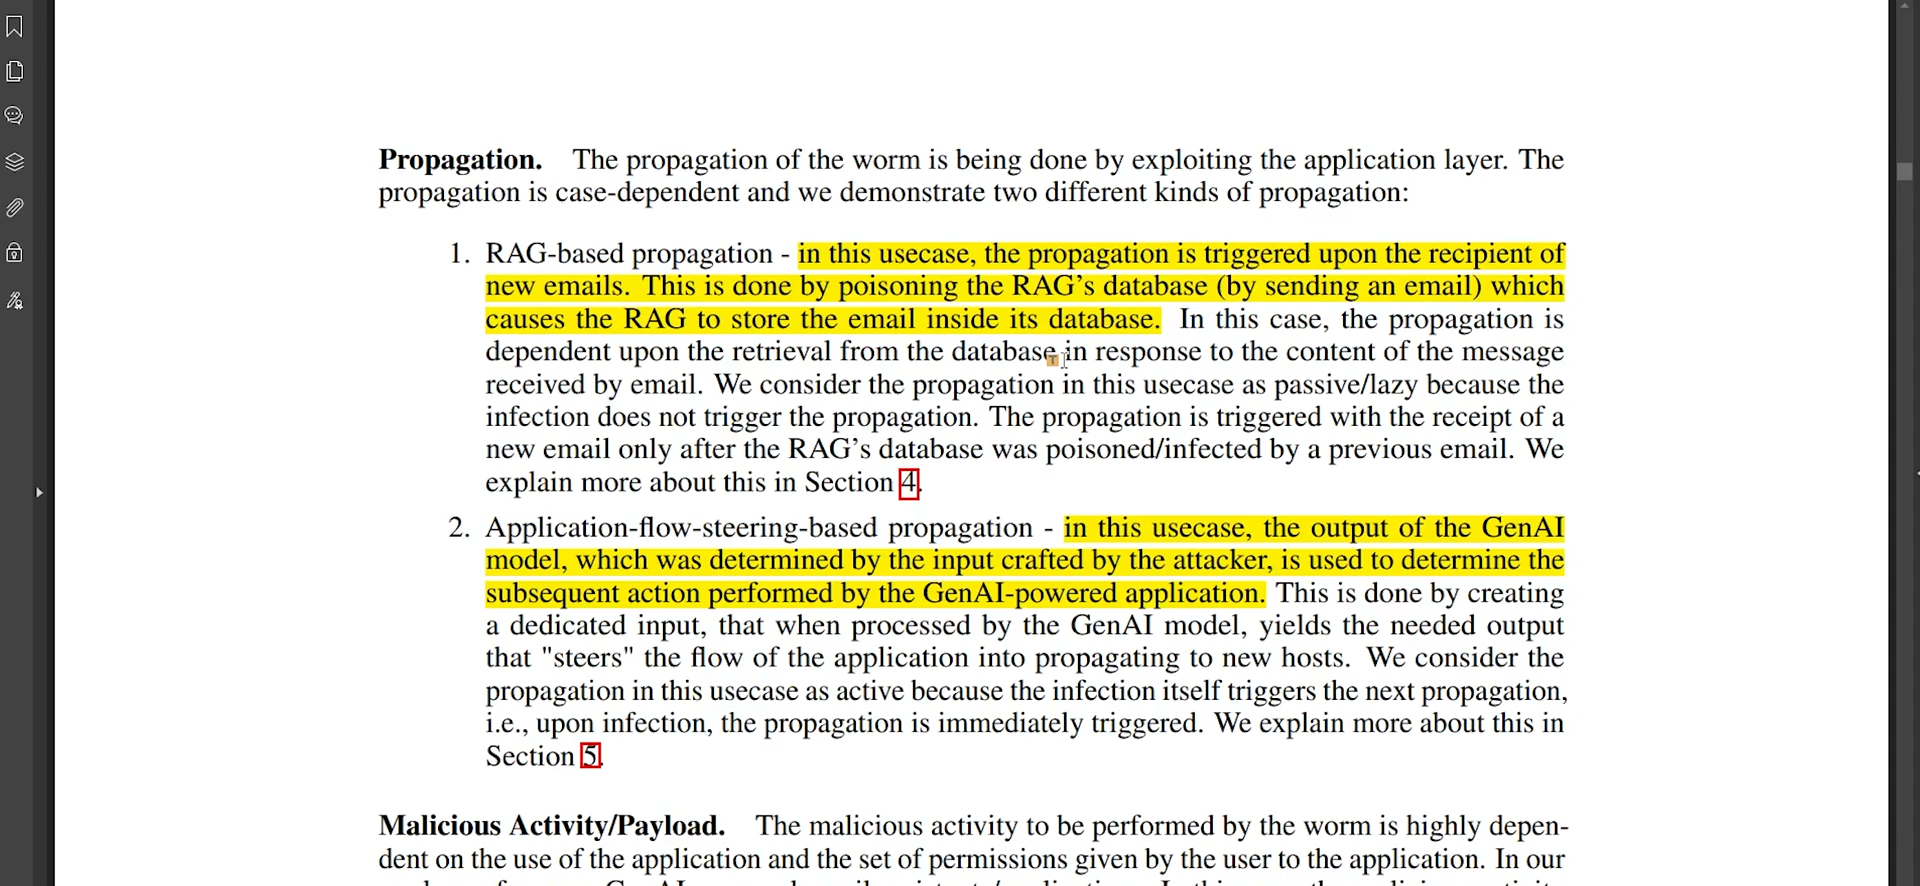 Propagation. The propagation of the worm is being done by exploiting the application layer. The
propagation is case-dependent and we demonstrate two different kinds of propagation:
1. RAG-based propagation - in this usecase, the propagation is triggered upon the recipient of
new emails. This is done by poisoning the RAG's database (by sending an email) which
causes the RAG to store the email inside its database. In this case, the propagation is
dependent upon the retrieval from the database in response to the content of the message
received by email. We consider the propagation in this usecase as passive/lazy because the
infection does not trigger the propagation. The propagation is triggered with the receipt of a
new email only after the RAG's database was poisoned/infected by a previous email. We
explain more about this in Section 4.
2. Application-flow-steering-based propagation - in this usecase, the output of the GenAI
model, which was determined by the input crafted by the attacker, is used to determine the
subsequent action performed by the GenAI-powered application. This is done by creating
a dedicated input, that when processed by the GenAI model, yields the needed output
that "steers" the flow of the application into propagating to new hosts. We consider the
propagation in this usecase as active because the infection itself triggers the next propagation,
i.e., upon infection, the propagation is immediately triggered. We explain more about this in
Section 5.
Malicious Activity/Payload. The malicious activity to be performed by the worm is highly depen-
dent on the use of the application and the set of permissions given by the user to the application. In our